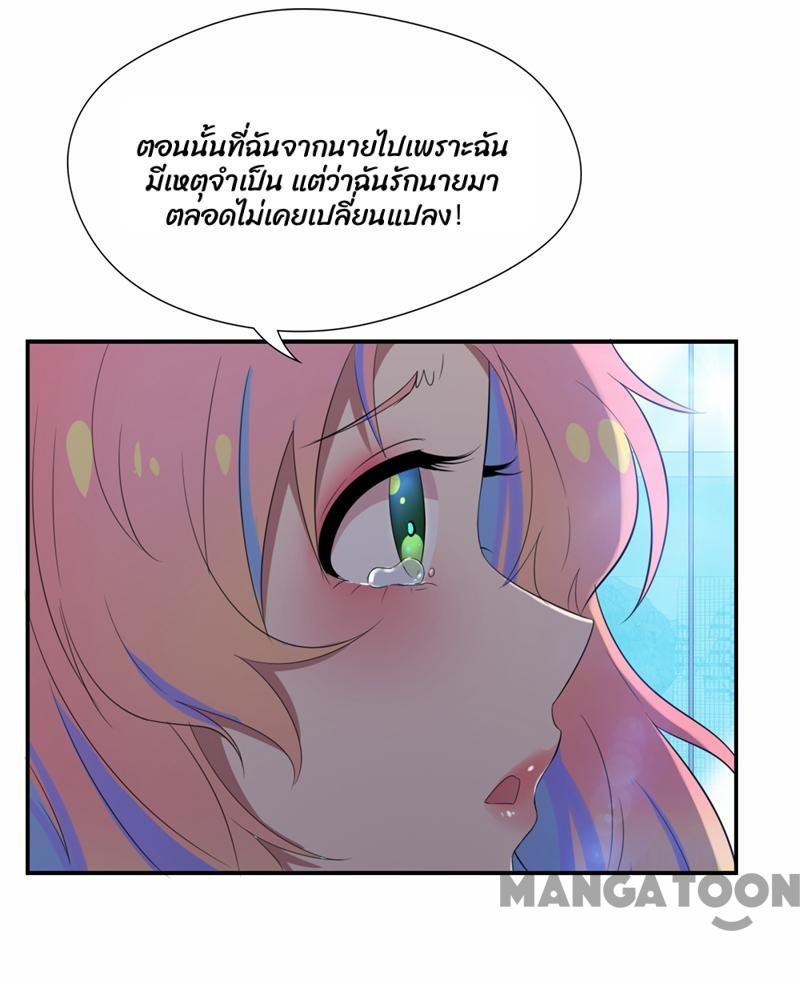 ตอนนั้นที่ฉันจากนายไปเพราะฉัน
มีเหตุจำเป็น แต่ว่าฉันรักนายมา
ตลอดไม่เคยเปลี่ยนแปลง!
MANGATOON